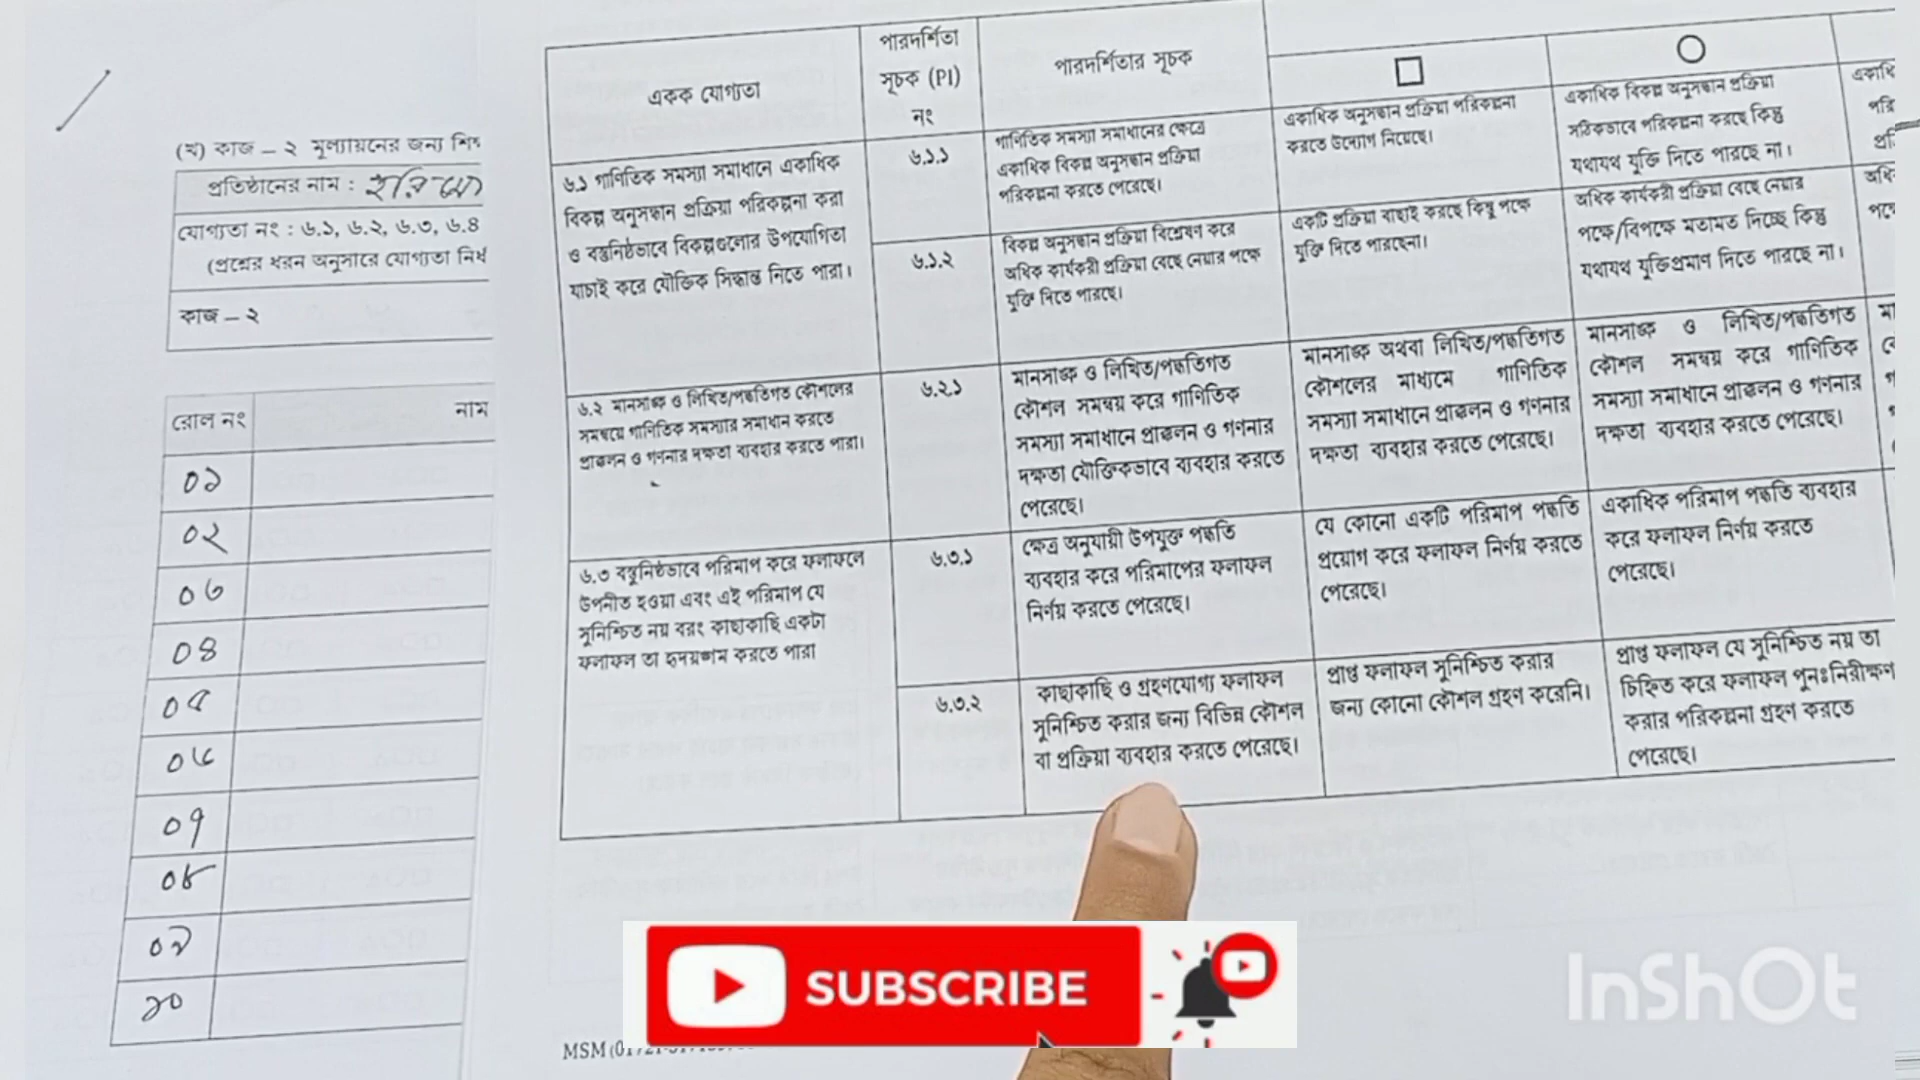 (খ) কাজ – ২ মূল্যায়নের জন্য
প্রতিষ্ঠানের নাম :
যোগ্যতা নং : ৬.১, ৬.২, ৬.৩, ৬.৪
(প্রশ্নের ধরন অনুসারে যোগ্যতা
কাজ – ২
রোল নং
নাম
০১
০২
০৩
০৪
০৫
০৬
০৭
০৮
০৯
১০
একক যোগ্যতা
পারদর্শিতা
সূচক (PI)
নং
পারদর্শিতার সূচক
৬.১ গাণিতিক সমস্যা সমাধানে একাধিক
বিকল্প অনুসন্ধান প্রক্রিয়া পরিকল্পনা করা
ও বস্তুনিষ্ঠভাবে বিকল্পগুলোর উপযোগিতা
যাচাই করে যৌক্তিক সিদ্ধান্ত নিতে পারা।
৬.১.১
গাণিতিক সমস্যা সমাধানের ক্ষেত্রে
একাধিক বিকল্প অনুসন্ধান প্রক্রিয়া
পরিকল্পনা করতে পেরেছে।
একাধিক অনুসন্ধান প্রক্রিয়া পরিকল্পনা
করতে উদ্যোগ নিয়েছে।
একাধিক বিকল্প অনুসন্ধান প্রক্রিয়া
সঠিকভাবে পরিকল্পনা করছে কিন্তু
যথাযথ যুক্তি দিতে পারছে না।
৬.১.২
বিকল্প অনুসন্ধান প্রক্রিয়া বিশ্লেষণ করে
অধিক কার্যকরী প্রক্রিয়া বেছে নেয়ার পক্ষে
যুক্তি দিতে পারছে।
একটি প্রক্রিয়া বাছাই করছে কিন্তু পক্ষে
যুক্তি দিতে পারছেনা।
অধিক কার্যকরী প্রক্রিয়া বেছে নেয়ার
পক্ষে/বিপক্ষে মতামত দিচ্ছে কিন্তু
যথাযথ যুক্তিপ্রমাণ দিতে পারছে না।
৬.২ মানসাঙ্ক ও লিখিত/পদ্ধতিগত কৌশলের
সমন্বয়ে গাণিতিক সমস্যার সমাধান করতে
প্রাক্কলন ও গণনার দক্ষতা ব্যবহার করতে পারা।
৬.২.১
মানসাঙ্ক ও লিখিত/পদ্ধতিগত
কৌশল সমন্বয় করে গাণিতিক
সমস্যা সমাধানে প্রাক্কলন ও গণনার
দক্ষতা যৌক্তিকভাবে ব্যবহার করতে
পেরেছে।
মানসাঙ্ক অথবা লিখিত/পদ্ধতিগত
কৌশলের মাধ্যমে গাণিতিক
সমস্যা সমাধানে প্রাক্কলন ও গণনার
দক্ষতা ব্যবহার করতে পেরেছে।
মানসাঙ্ক ও লিখিত/পদ্ধতিগত
কৌশল সমন্বয় করে গাণিতিক
সমস্যা সমাধানে প্রাক্কলন ও গণনার
দক্ষতা ব্যবহার করতে পেরেছে।
৬.৩ বস্তুনিষ্ঠভাবে পরিমাপ করে ফলাফলে
উপনীত হওয়া এবং এই পরিমাপ যে
সুনিশ্চিত নয় বরং কাছাকাছি একটা
ফলাফল তা হৃদয়ঙ্গম করতে পারা
৬.৩.১
ক্ষেত্র অনুযায়ী উপযুক্ত পদ্ধতি
ব্যবহার করে পরিমাপের ফলাফল
নির্ণয় করতে পেরেছে।
যে কোনো একটি পরিমাপ পদ্ধতি
প্রয়োগ করে ফলাফল নির্ণয় করতে
পেরেছে।
একাধিক পরিমাপ পদ্ধতি ব্যবহার
করে ফলাফল নির্ণয় করতে
পেরেছে।
৬.৩.২
কাছাকাছি ও গ্রহণযোগ্য ফলাফল
সুনিশ্চিত করার জন্য বিভিন্ন কৌশল
বা প্রক্রিয়া ব্যবহার করতে পেরেছে।
প্রাপ্ত ফলাফল সুনিশ্চিত করার
জন্য কোনো কৌশল গ্রহণ করেনি।
প্রাপ্ত ফলাফল যে সুনিশ্চিত নয় তা
চিহ্নিত করে ফলাফল পুনঃনিরীক্ষণ
করার পরিকল্পনা গ্রহণ করতে
পেরেছে।
SUBSCRIBE
InShOt
MSM